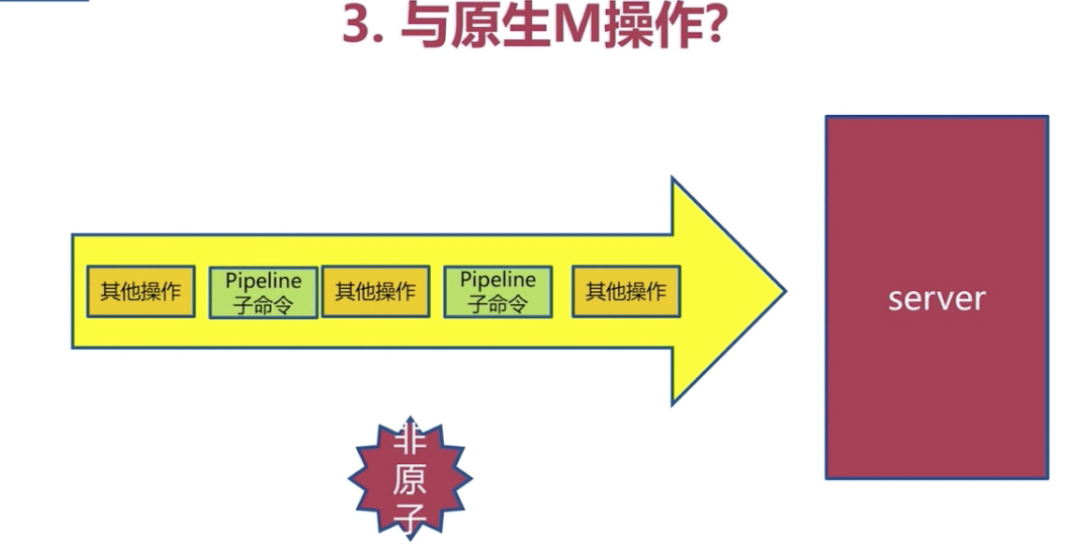 3. 与原生M操作?
其他操作
Pipeline
子命令
其他操作
Pipeline
子命令
其他操作
server
非
原
子